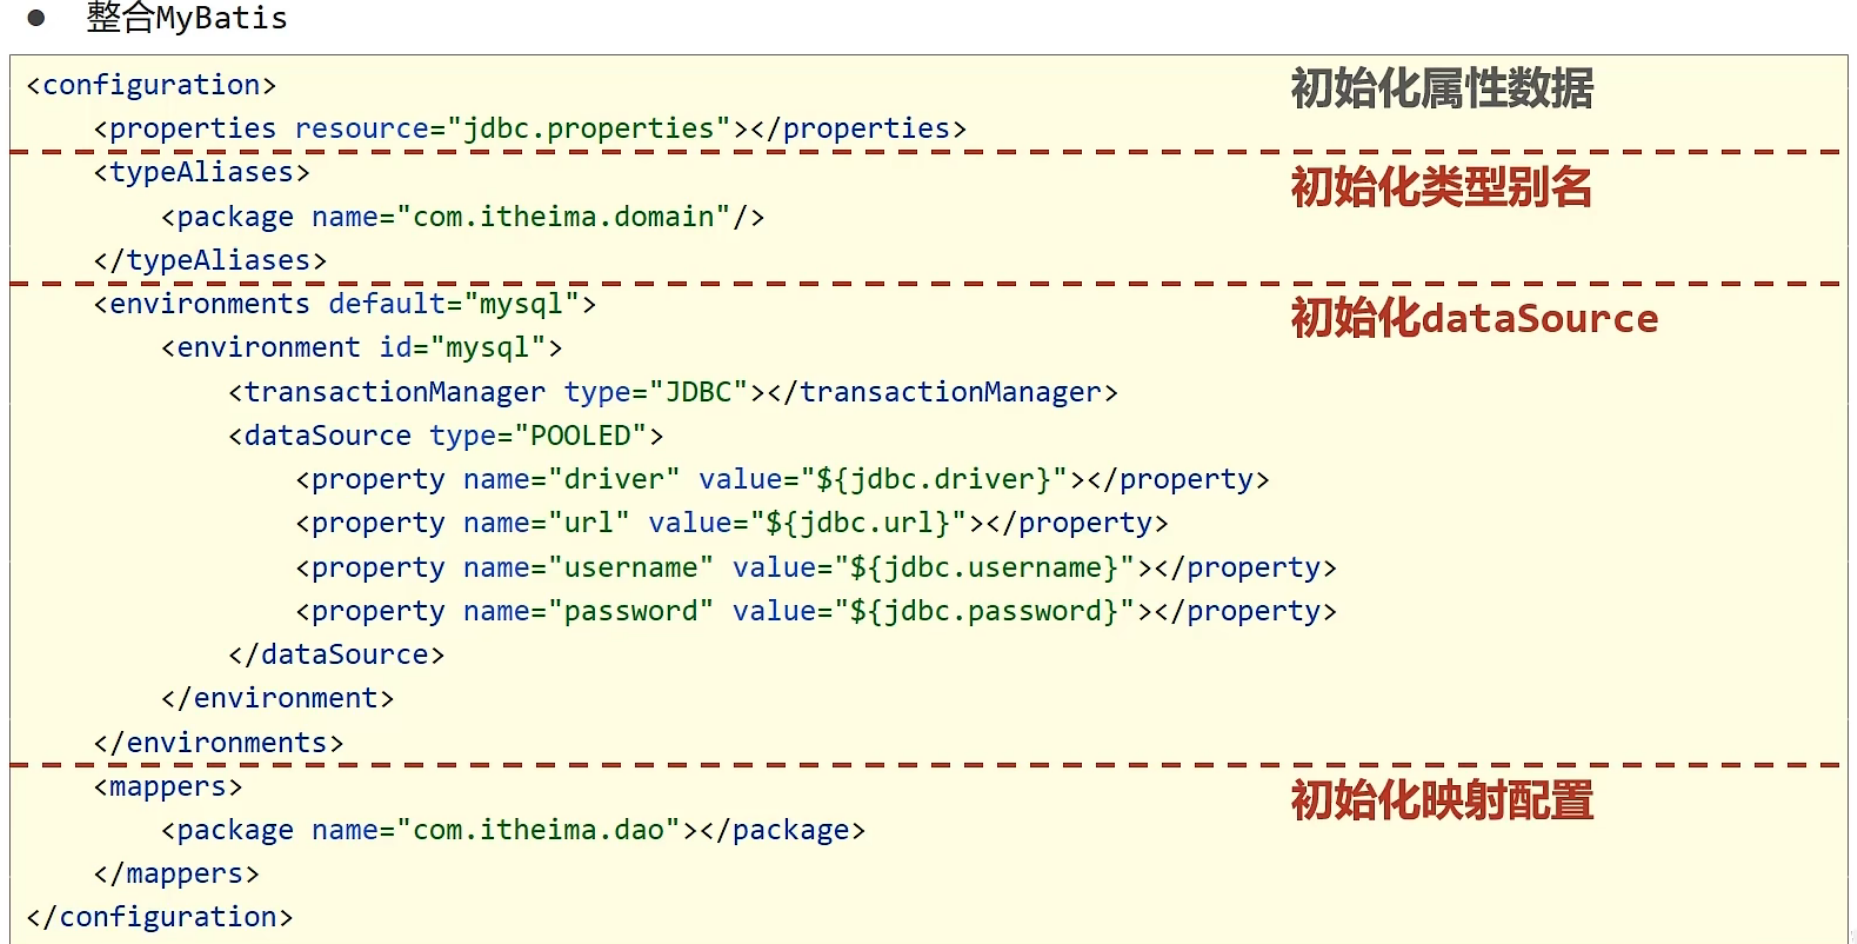 ● 整合MyBatis
<configuration> 初始化属性数据
<properties resource="jdbc.properties"></properties>
<typeAliases> 初始化类型别名
<package name="com.itheima.domain"/>
</typeAliases>
<environments default="mysql"> 初始化dataSource
<environment id="mysql">
<transactionManager type="JDBC"></transactionManager>
<dataSource type="POOLED">
<property name="driver" value="${jdbc.driver}"></property>
<property name="url" value="${jdbc.url}"></property>
<property name="username" value="${jdbc.username}"></property>
<property name="password" value="${jdbc.password}"></property>
</dataSource>
</environment>
</environments>
<mappers> 初始化映射配置
<package name="com.itheima.dao"></package>
</mappers>
</configuration>